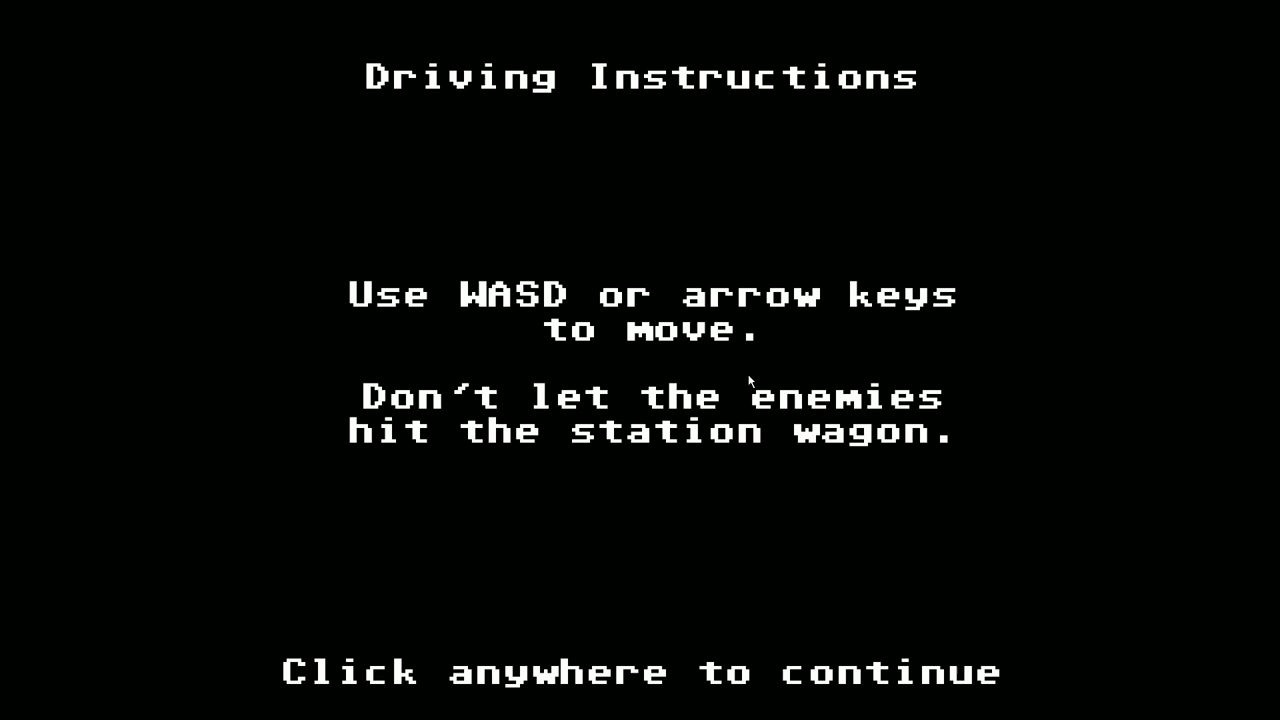 Driving Instructions
Use WASD or arrow keys
to move.
Don't let the enemies
hit the station wagon.
Click anywhere to continue